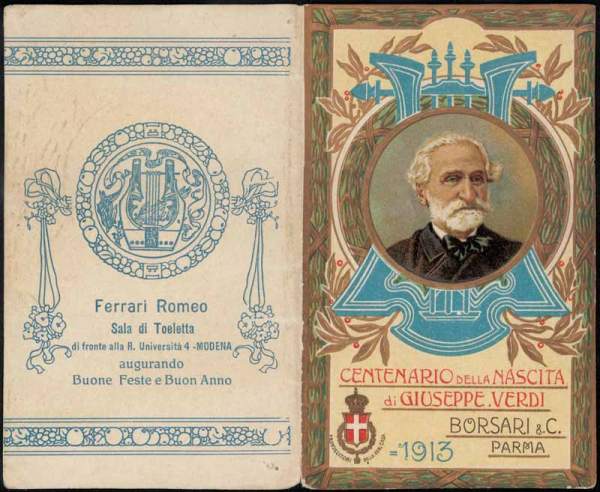 Ferrari Romeo
Sala di Toeletta
di fronte alla R. Università 4 - MODENA
augurando
Buone Feste e Buon Anno
CENTENARIO DELLA NASCITA
di GIUSEPPE VERDI
BORSARI & C.
PARMA
= 1913